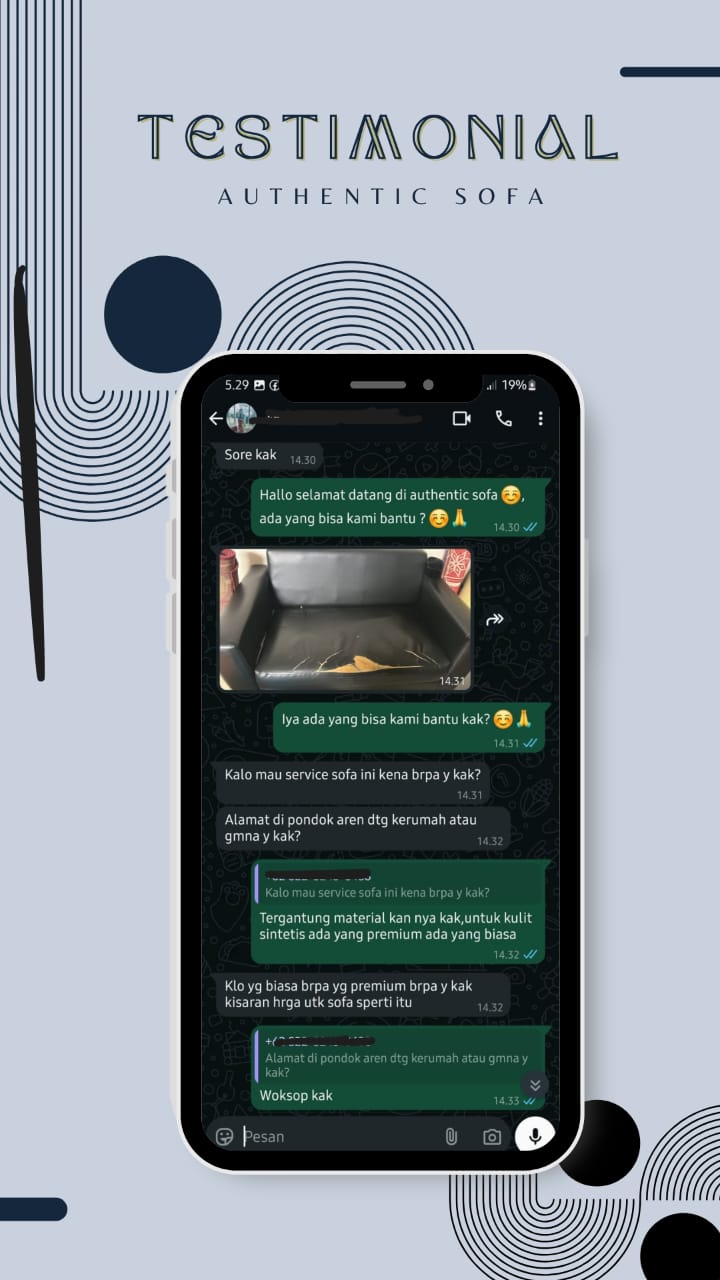 TESTIMONIAL
AUTHENTIC SOFA
5.29
19%
Sore kak
14.30
Hallo selamat datang di authentic sofa ☺️,
ada yang bisa kami bantu ? ☺️🙏
14.30
14.31
Iya ada yang bisa kami bantu kak? ☺️🙏
14.31
Kalo mau service sofa ini kena brpa y kak?
14.31
Alamat di pondok aren dtg kerumah atau
gmna y kak?
14.32
Kalo mau service sofa ini kena brpa y kak?
Tergantung material kan nya kak,untuk kulit
sintetis ada yang premium ada yang biasa
14.32
Klo yg biasa brpa yg premium brpa y kak
kisaran hrga utk sofa sperti itu
14.32
Alamat di pondok aren dtg kerumah atau gmna y
kak?
Woksop kak
14.33
Pesan